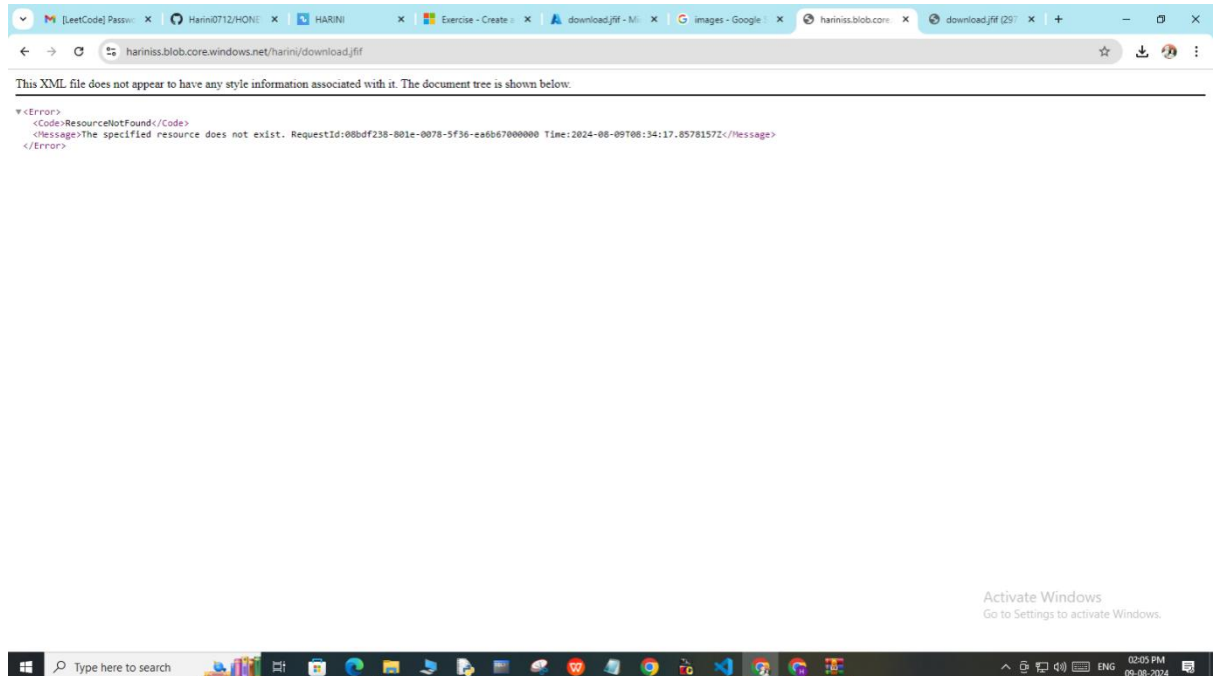 [LeetCode] Passw
Harini0712/HONE
HARINI
Exercise - Create a
download.jfif - Mi
images - Google S
hariniss.blob.core.
download.jfif (297
hariniss.blob.core.windows.net/harini/download.jfif
This XML file does not appear to have any style information associated with it. The document tree is shown below.
<Error>
<Code>ResourceNotFound</Code>
<Message>The specified resource does not exist. RequestId:08bdf238-801e-0078-5f36-ea6b67000000 Time:2024-08-09T08:34:17.8578157Z</Message>
</Error>
Activate Windows
Go to Settings to activate Windows.
Type here to search
ENG
02:05 PM
09-08-2024